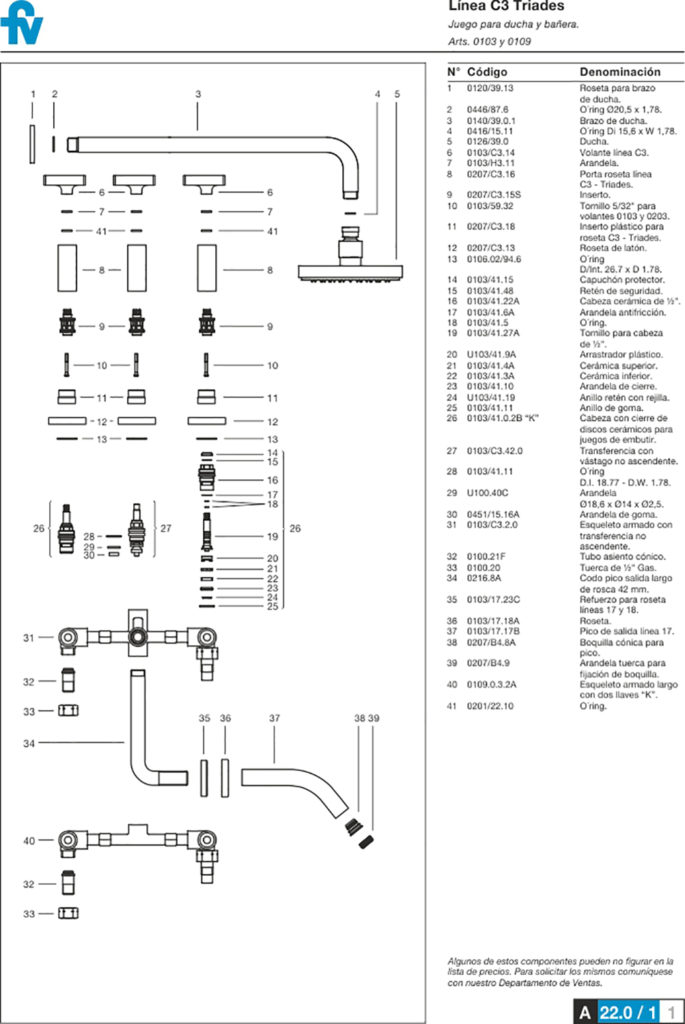 fv
Línea C3 Triades
Juego para ducha y bañera.
Arts. 0103 y 0109
N° Código Denominación
1 0120/39.13 Roseta para brazo
de ducha.
2 0446/87.6 O´ring Ø20,5 x 1,78.
3 0140/39.0.1 Brazo de ducha.
4 0416/15.11 O´ring Di 15,6 x W 1,78.
5 0126/39.0 Ducha.
6 0103/C3.14 Volante línea C3.
7 0103/H3.11 Arandela.
8 0207/C3.16 Porta roseta línea
C3 - Triades.
9 0207/C3.15S Inserto.
10 0103/59.32 Tornillo 5/32" para
volantes 0103 y 0203.
11 0207/C3.18 Inserto plástico para
roseta C3 - Triades.
12 0207/C3.13 Roseta de latón.
13 0106.02/94.6 O´ring
D/Int. 26.7 x D 1.78.
14 0103/41.15 Capuchón protector.
15 0103/41.48 Retén de seguridad.
16 0103/41.22A Cabeza cerámica de ½".
17 0103/41.6A Arandela antifricción.
18 0103/41.5 O´ring.
19 0103/41.27A Tornillo para cabeza
de ½".
20 U103/41.9A Arrastrador plástico.
21 0103/41.4A Cerámica superior.
22 0103/41.3A Cerámica inferior.
23 0103/41.10 Arandela de cierre.
24 U103/41.19 Anillo retén con rejilla.
25 0103/41.11 Anillo de goma.
26 0103/41.0.2B "K" Cabeza con cierre de
discos cerámicos para
juegos de embutir.
27 0103/C3.42.0 Transferencia con
vástago no ascendente.
28 0103/41.11 O´ring
D.I. 18.77 - D.W. 1.78.
29 U100.40C Arandela
Ø18,6 x Ø14 x Ø2,5.
30 0451/15.16A Arandela de goma.
31 0103/C3.2.0 Esqueleto armado con
transferencia no
ascendente.
32 0100.21F Tubo asiento cónico.
33 0100.20 Tuerca de ½" Gas.
34 0216.8A Codo pico salida largo
de rosca 42 mm.
35 0103/17.23C Refuerzo para roseta
líneas 17 y 18.
36 0103/17.18A Roseta.
37 0103/17.17B Pico de salida línea 17.
38 0207/B4.8A Boquilla cónica para
pico.
39 0207/B4.9 Arandela tuerca para
fijación de boquilla.
40 0109.0.3.2A Esqueleto armado largo
con dos llaves "K".
41 0201/22.10 O´ring.
1 2 3 4 5
6 6
7 7
41 41
8 8
9 9
10 10
11 11
12 12
13 13
14
15
16
17
18
26 27 28 19 26
29
30
20
21
22
23
24
25
31
32
33
34 35 36 37 38 39
40
32
33
Algunos de estos componentes pueden no figurar en la
lista de precios. Para solicitar los mismos comuníquese
con nuestro Departamento de Ventas.
A 22.0 / 1 1